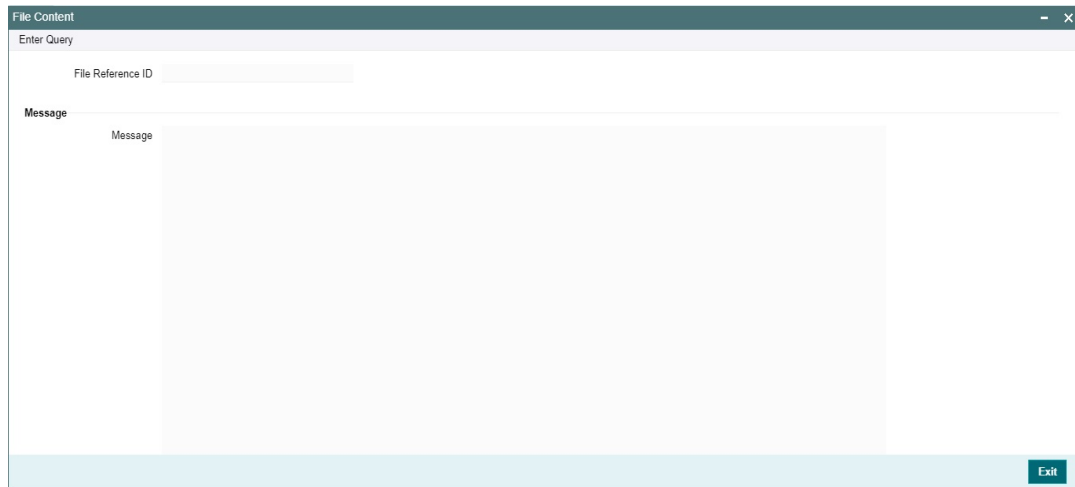 File Content
Enter Query
File Reference ID
Message
Message
Exit